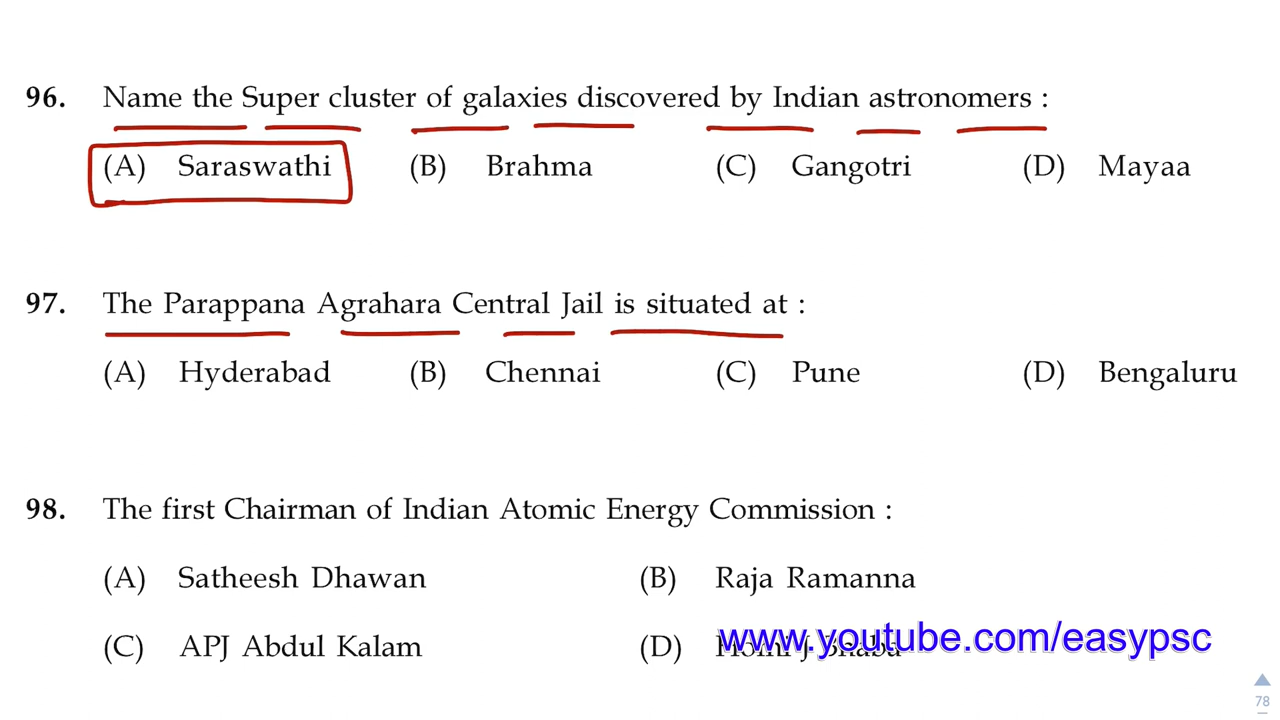 96. Name the Super cluster of galaxies discovered by Indian astronomers :
(A) Saraswathi (B) Brahma (C) Gangotri (D) Mayaa
97. The Parappana Agrahara Central Jail is situated at :
(A) Hyderabad (B) Chennai (C) Pune (D) Bengaluru
98. The first Chairman of Indian Atomic Energy Commission :
(A) Satheesh Dhawan (B) Raja Ramanna
(C) APJ Abdul Kalam (D) Homi J Bhaba
www.youtube.com/easypsc
78